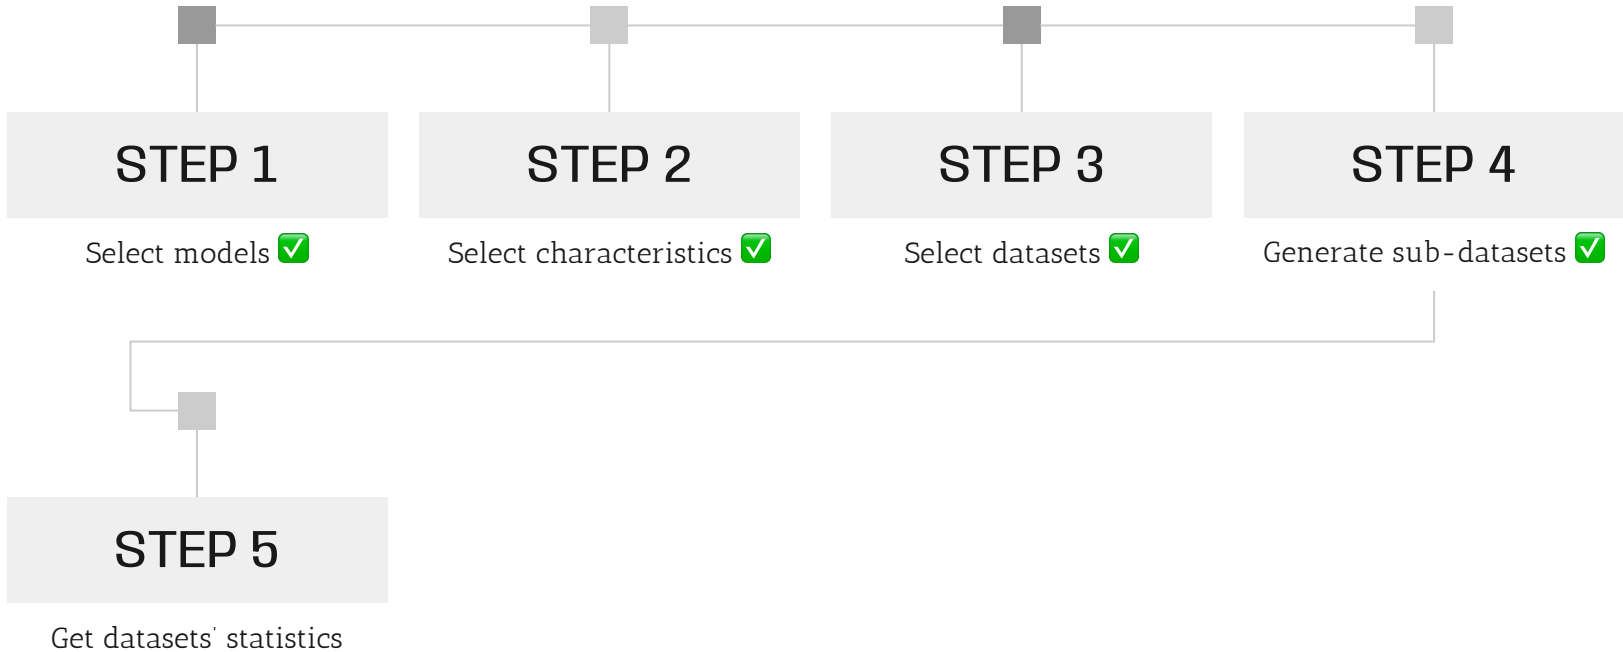 STEP 1
STEP 2
STEP 3
STEP 4
Select models ✅
Select characteristics ✅
Select datasets ✅
Generate sub-datasets ✅
STEP 5
Get datasets' statistics